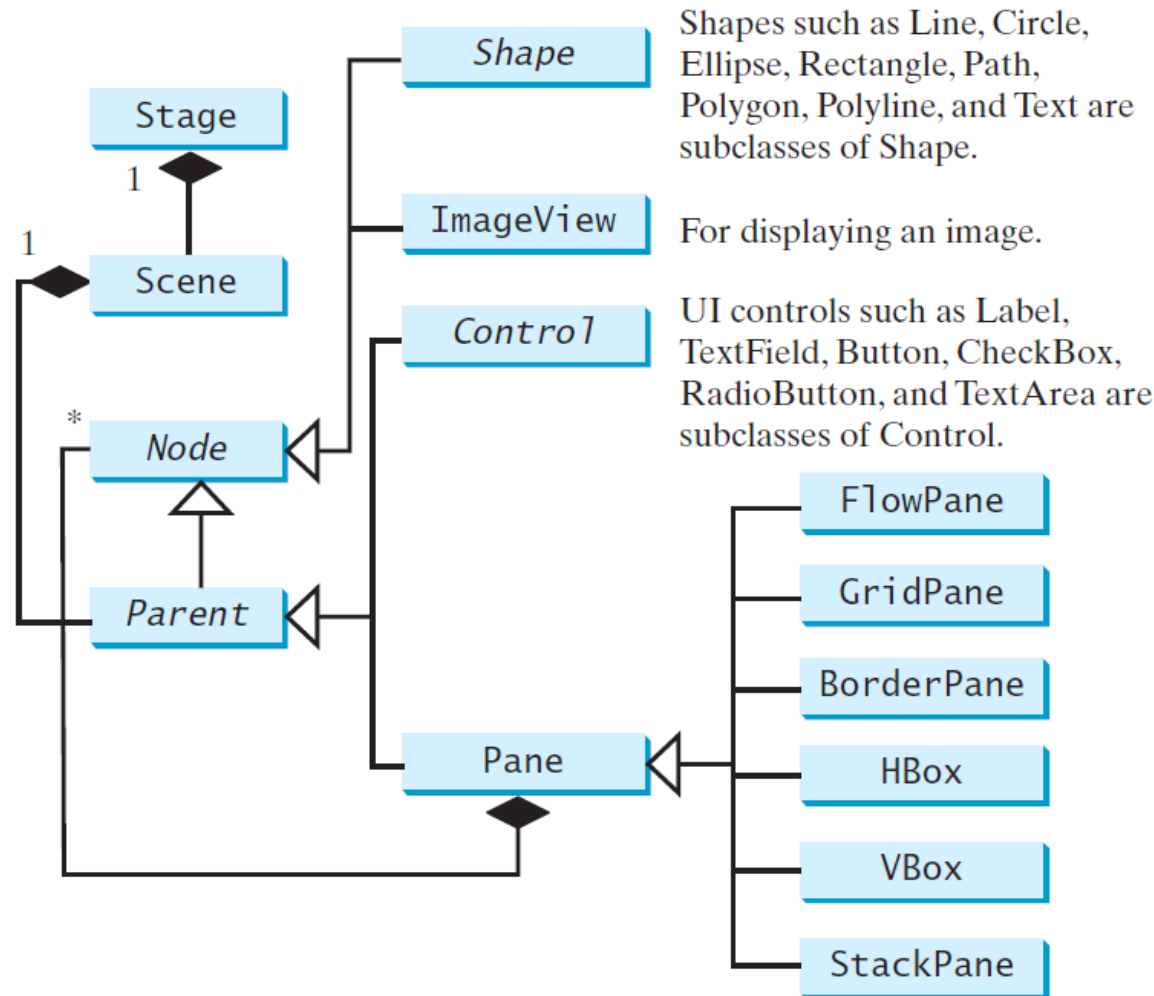 Shape
Shapes such as Line, Circle,
Ellipse, Rectangle, Path,
Polygon, Polyline, and Text are
subclasses of Shape.
Stage
1
ImageView
For displaying an image.
1
Scene
Control
UI controls such as Label,
TextField, Button, CheckBox,
RadioButton, and TextArea are
subclasses of Control.
*
Node
FlowPane
GridPane
Parent
BorderPane
Pane
HBox
VBox
StackPane